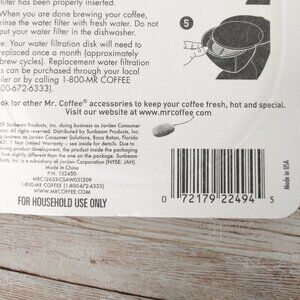 filter has been properly inserted.
When you are done brewing your coffee,
rinse the water filter with fresh water. Do not
put your water filter in the dishwasher.
Note: Your water filtration disk will need to
replaced once a month (approximately
brew cycles). Replacement water filtration
can be purchased through your local
or by calling 1-800-MR COFFEE
(1-800-672-6333)
5
Look for other Mr. Coffee® accessories to keep your coffee fresh, hot and special.
Visit our website at www.mrcoffee.com
Sunbeam Products, Inc. doing business as Jarden Consumer
All rights reserved. Distributed by Sunbeam Products, Inc.
doing business as Jarden Consumer Solutions, Boca Raton, Florida
1 Year Limited Warranty – see inside for details. Due to
product development, the product inside the packaging
look slightly different than the one on the package. Sunbeam
Inc. is a subsidiary of Jarden Corporation (NYSE: JAH).
1-800-MR COFFEE (1-800-672-6333)
Made in China
P.N. 132450
MRC12633-CSAW031209
WWW.MRCOFFEE.COM
FOR HOUSEHOLD USE ONLY
0 72179 22494 5
Made in USA